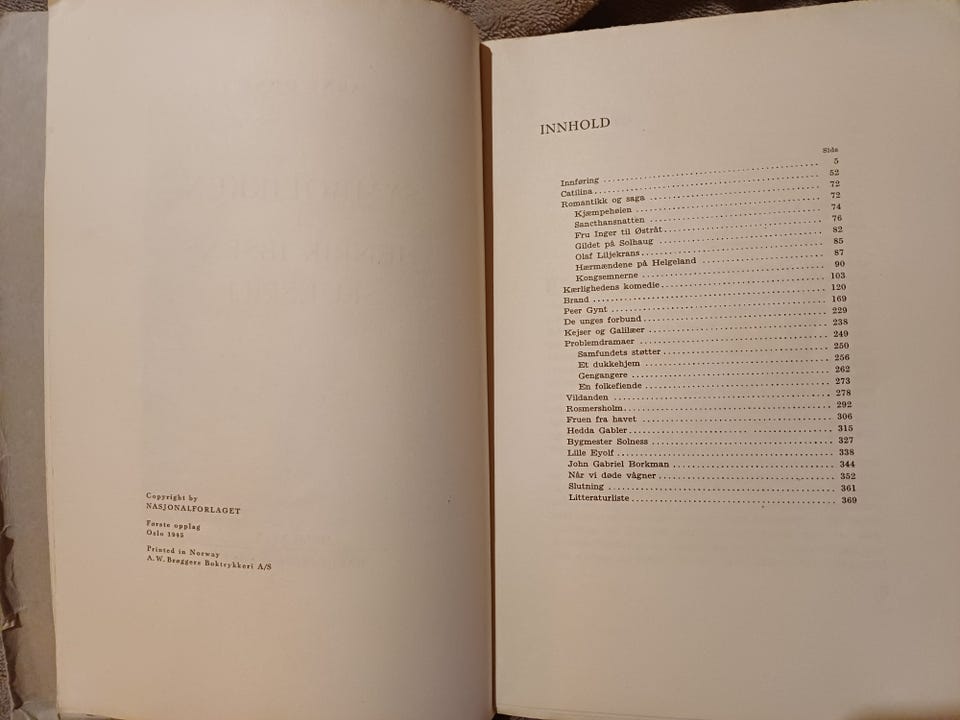 Copyright by
NASJONALFORLAGET
Første opplag
Oslo 1945
Printed in Norway
A.W. Brøggers Boktrykkeri A/S
INNHOLD
Side
Innføring 5
Catilina 52
Romantikk og saga 72
Kjæmpehøien 72
Sancthansnatten 74
Fru Inger til Østråt 76
Gildet på Solhaug 82
Olaf Liljekrans 85
Hærmændene på Helgeland 87
Kongsemnerne 90
Kærlighedens komedie 103
Brand 120
Peer Gynt 169
De unges forbund 229
Kejser og Galilæer 238
Problemdramaer 249
Samfundets støtter 250
Et dukkehjem 256
Gengangere 262
En folkefiende 273
Vildanden 278
Rosmersholm 292
Fruen fra havet 306
Hedda Gabler 315
Bygmester Solness 327
Lille Eyolf 338
John Gabriel Borkman 344
Når vi døde vågner 352
Slutning 361
Litteraturliste 369